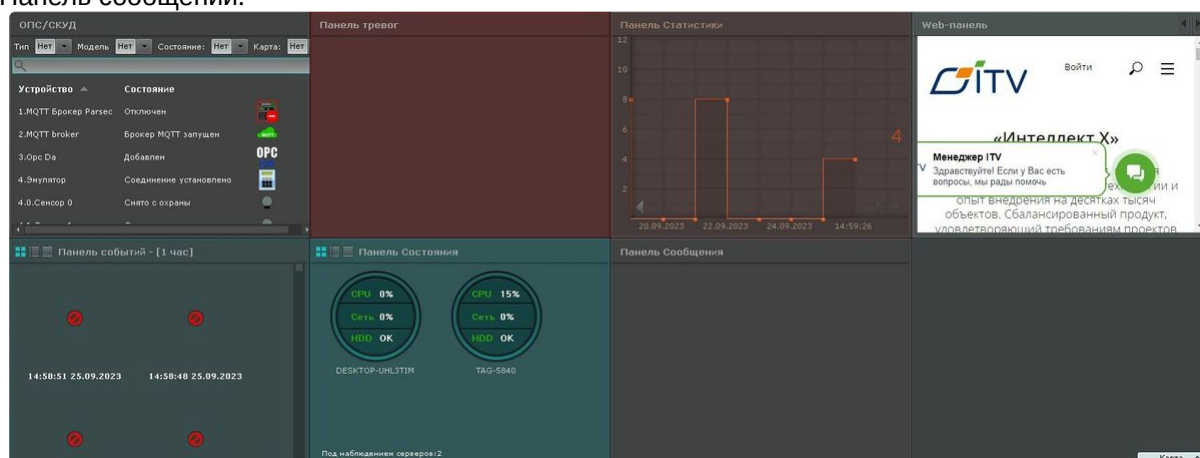 Панель сообщений.
ОПС/СКУД
Тип Нет Модель Нет Состояние: Нет Карта: Нет
Устройство Состояние
1.MQTT Брокер Parsec Отключен
2.MQTT broker Брокер MQTT запущен
3.Opc Da Добавлен OPC
4.Энулятор Соединение установлено
4.0.Сенсор 0 Снято с охраны
Панель тревог
Панель Статистики
12
10
8
6
4
2
4
20.09.2023 22.09.2023 24.09.2023 14:59:26
Web-панель
iTV
Войти
«Интеллект X»
Менеджер ITV
Здравствуйте! Если у Вас есть
вопросы, мы рады помочь
опыт внедрения на десятках тысяч
объектов. Сбалансированный продукт,
удовлетворяющий требованиям проектов
Панель событий - [1 час]
14:58:51 25.09.2023 14:58:48 25.09.2023
Панель Состояния
CPU 0%
Сеть 0%
HDD OK
DESKTOP-UHL3TIM
CPU 15%
Сеть 0%
HDD OK
TAG-5840
Под наблюдением серверов:2
Панель Сообщения
Карта